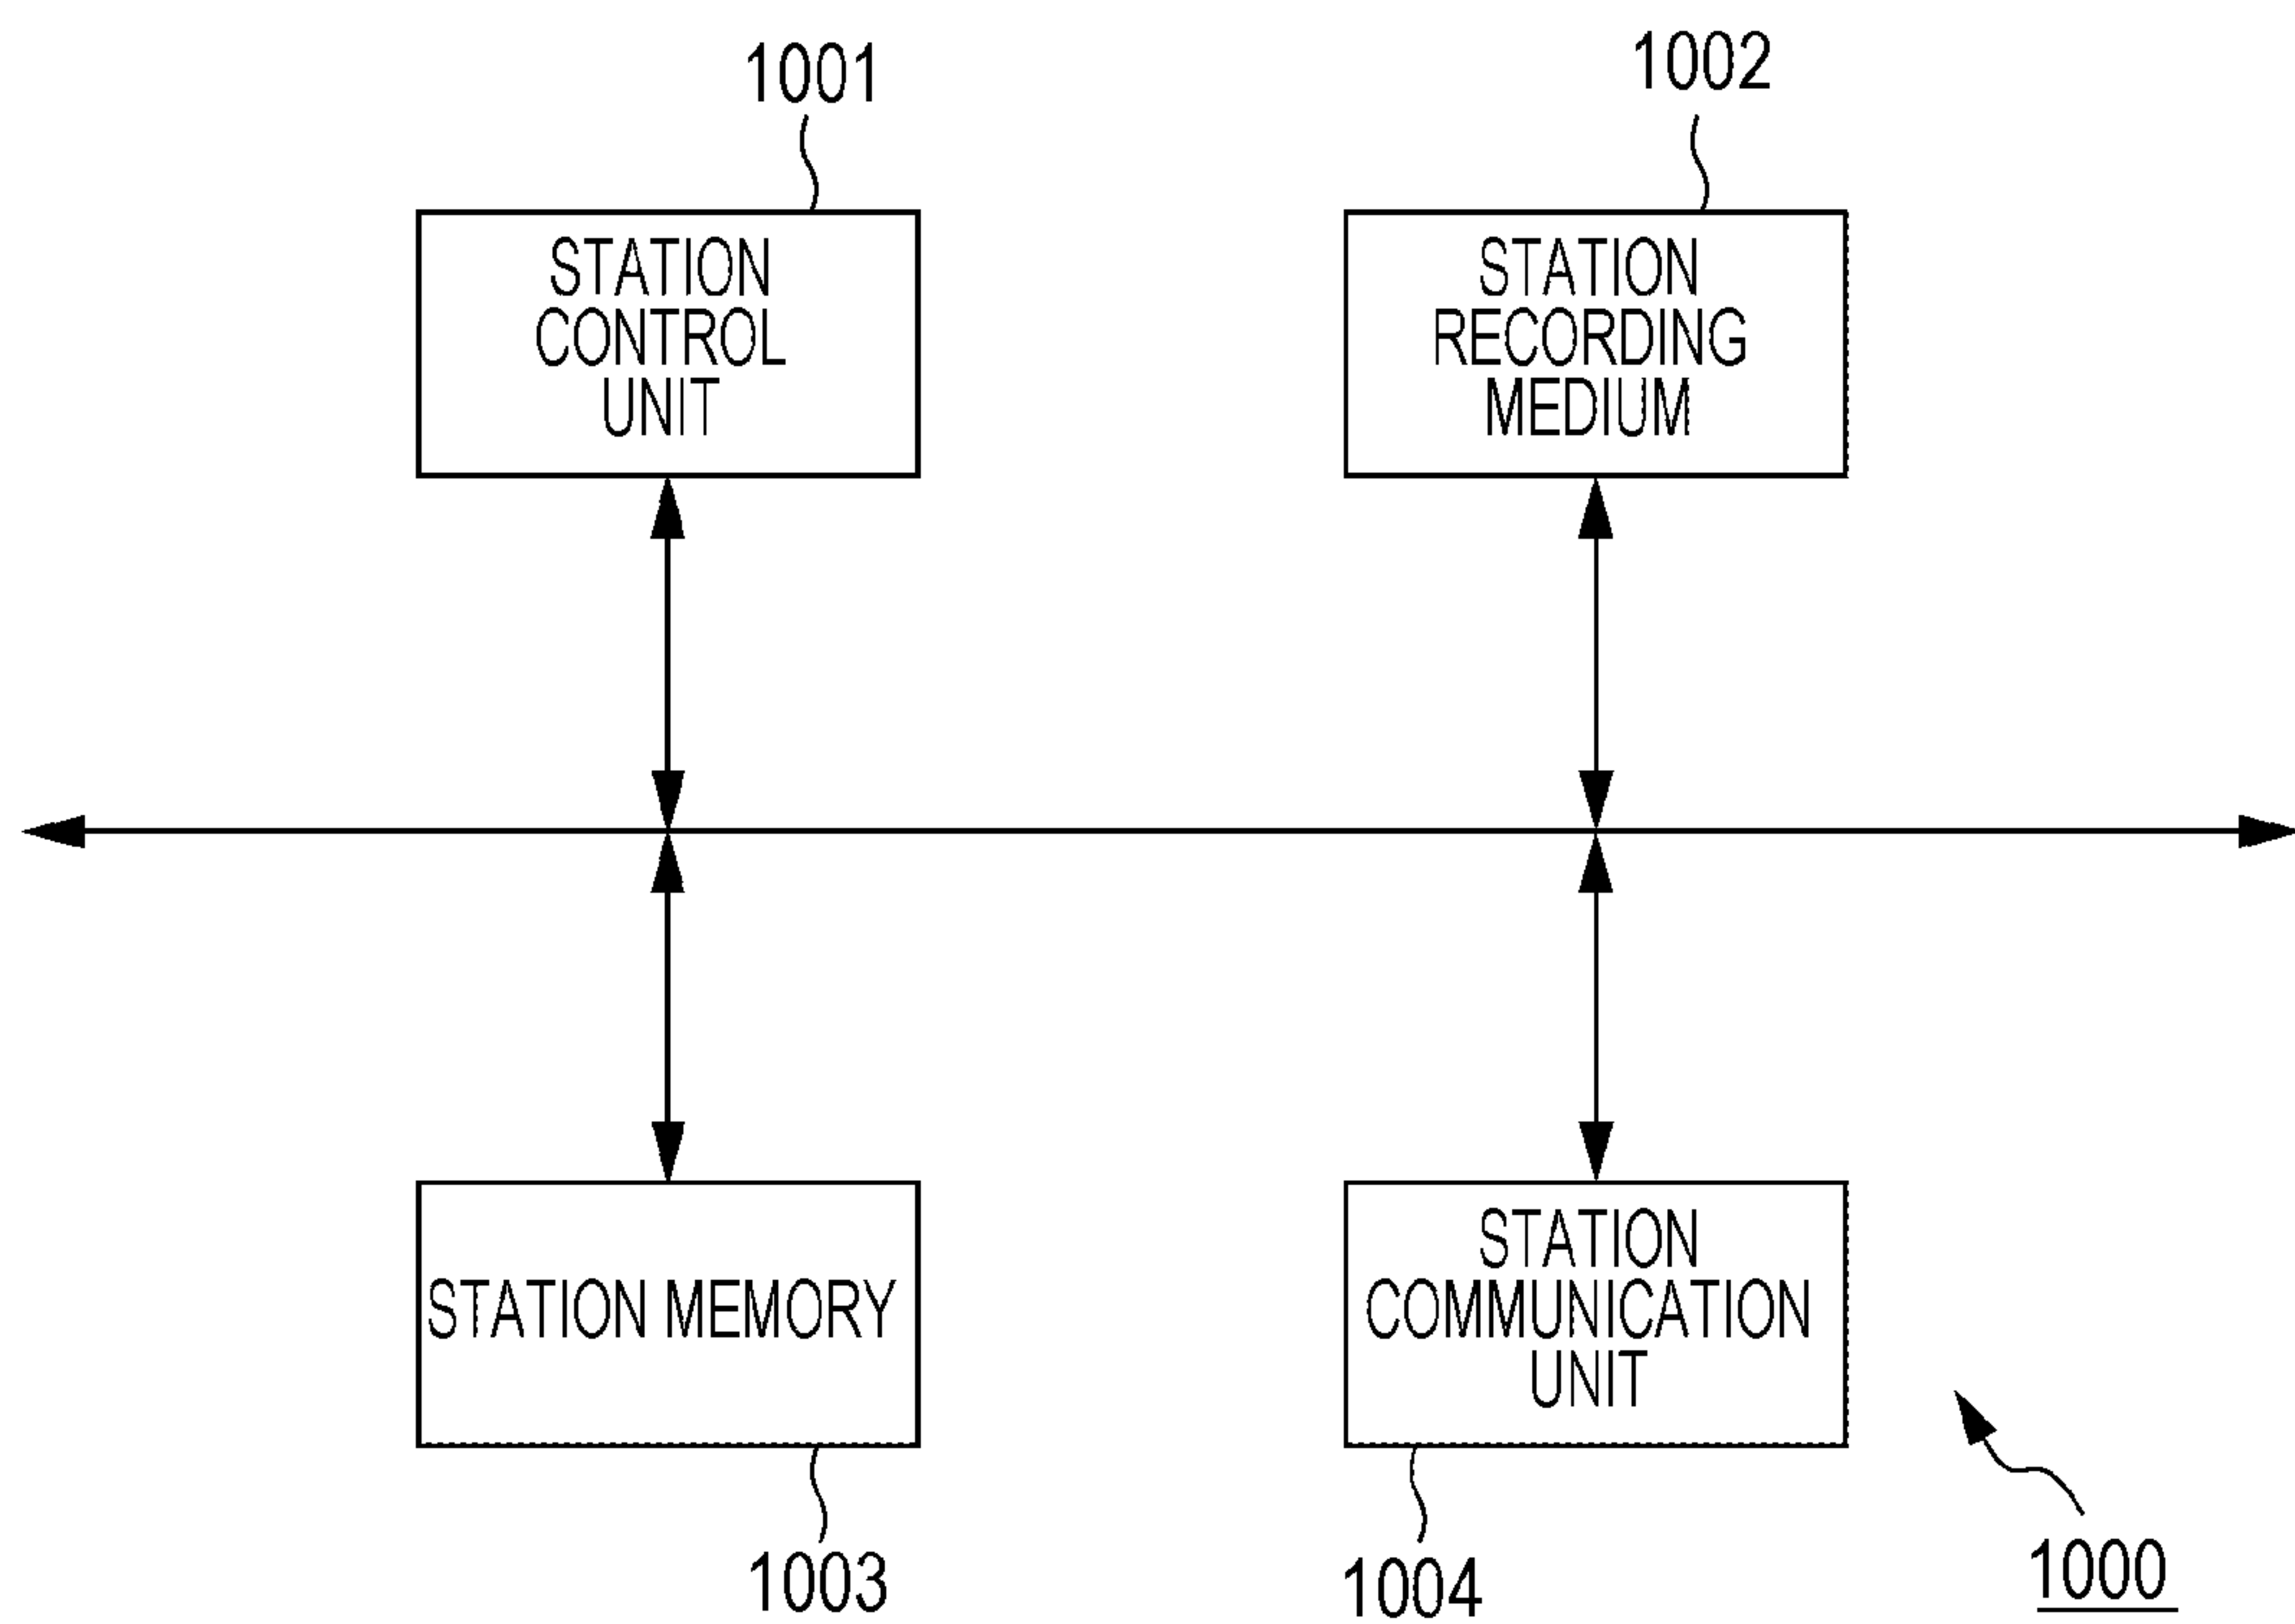 1001
1002
STATION
CONTROL
UNIT
STATION
RECORDING
MEDIUM
STATION MEMORY
STATION
COMMUNICATION
UNIT
1003
1004
1000